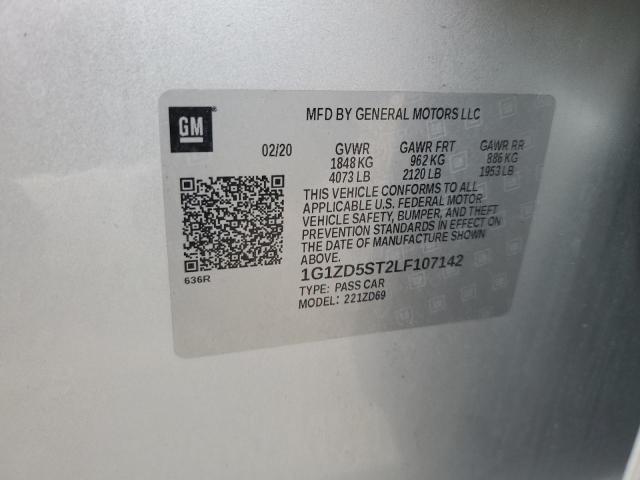 GM
MFD BY GENERAL MOTORS LLC
02/20 GVWR GAWR FRT GAWR RR
1848 KG 962 KG 886 KG
4073 LB 2120 LB 1953 LB
THIS VEHICLE CONFORMS TO ALL
APPLICABLE U.S. FEDERAL MOTOR
VEHICLE SAFETY, BUMPER, AND THEFT
PREVENTION STANDARDS IN EFFECT ON
THE DATE OF MANUFACTURE SHOWN
ABOVE.
636R
1G1ZD5ST2LF107142
TYPE: PASS CAR
MODEL: 221ZD69